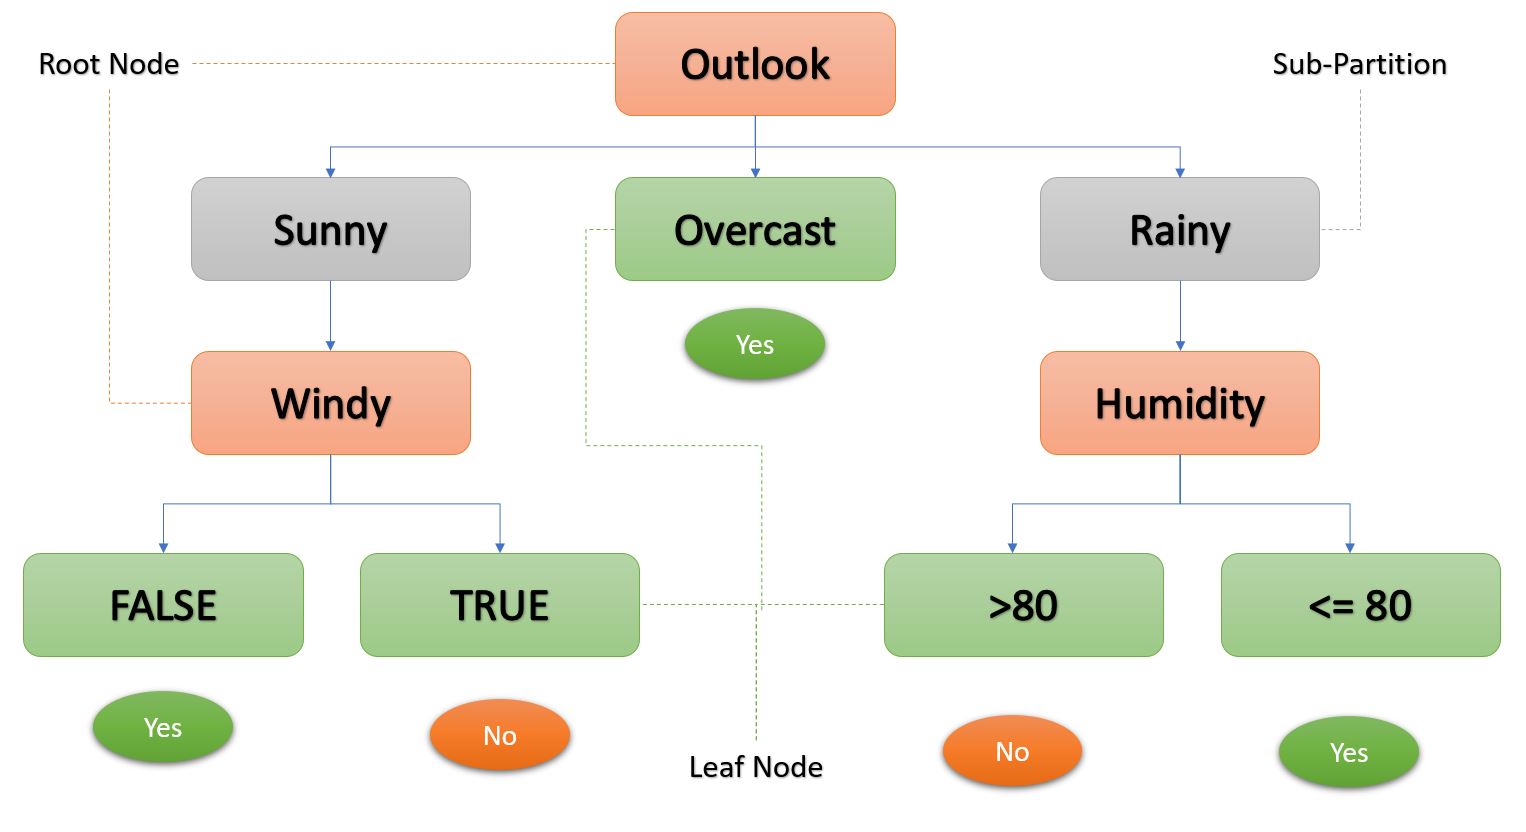 Outlook
Root Node
Sub-Partition
Sunny
Overcast
Rainy
Yes
Windy
Humidity
FALSE
TRUE
>80
<= 80
Yes
No
No
Yes
Leaf Node